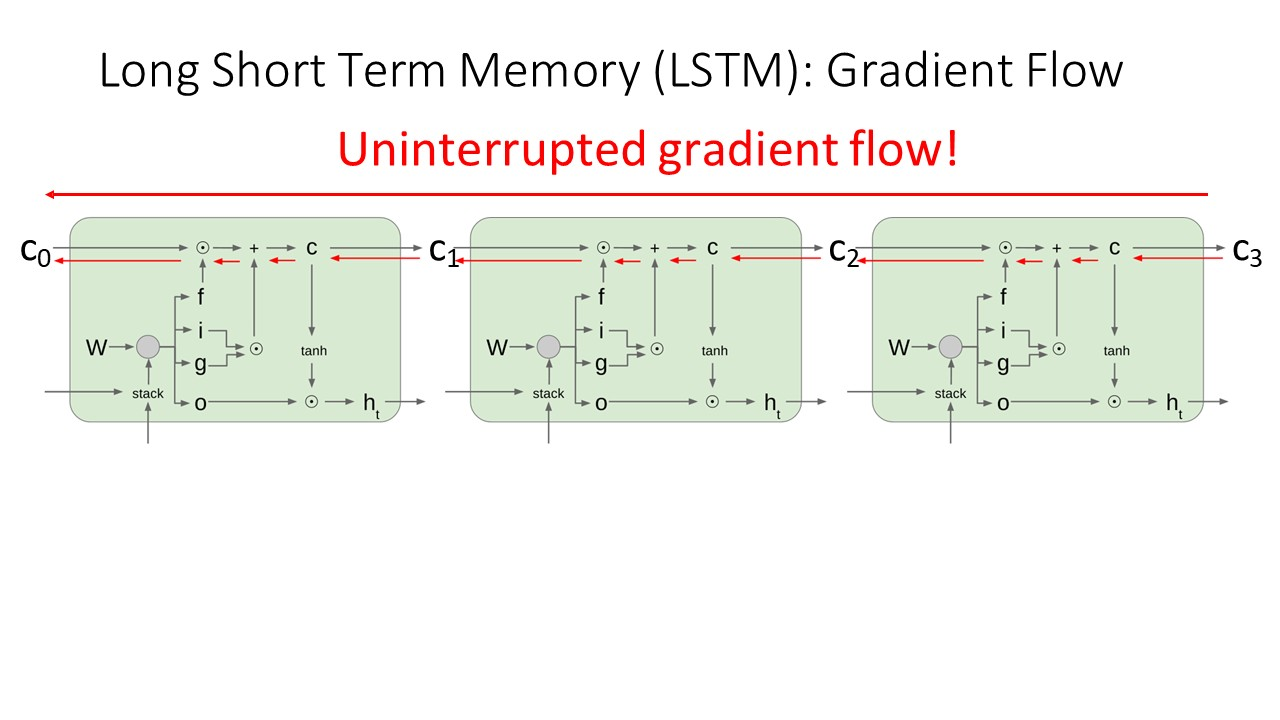 Long Short Term Memory (LSTM): Gradient Flow
Uninterrupted gradient flow!
c0 ⊙ + c c1 ⊙ + c c2 ⊙ + c c3
f f f
i i i
W ⊙ tanh W ⊙ tanh W ⊙ tanh
g g g
stack stack stack
o ⊙ ht o ⊙ ht o ⊙ ht